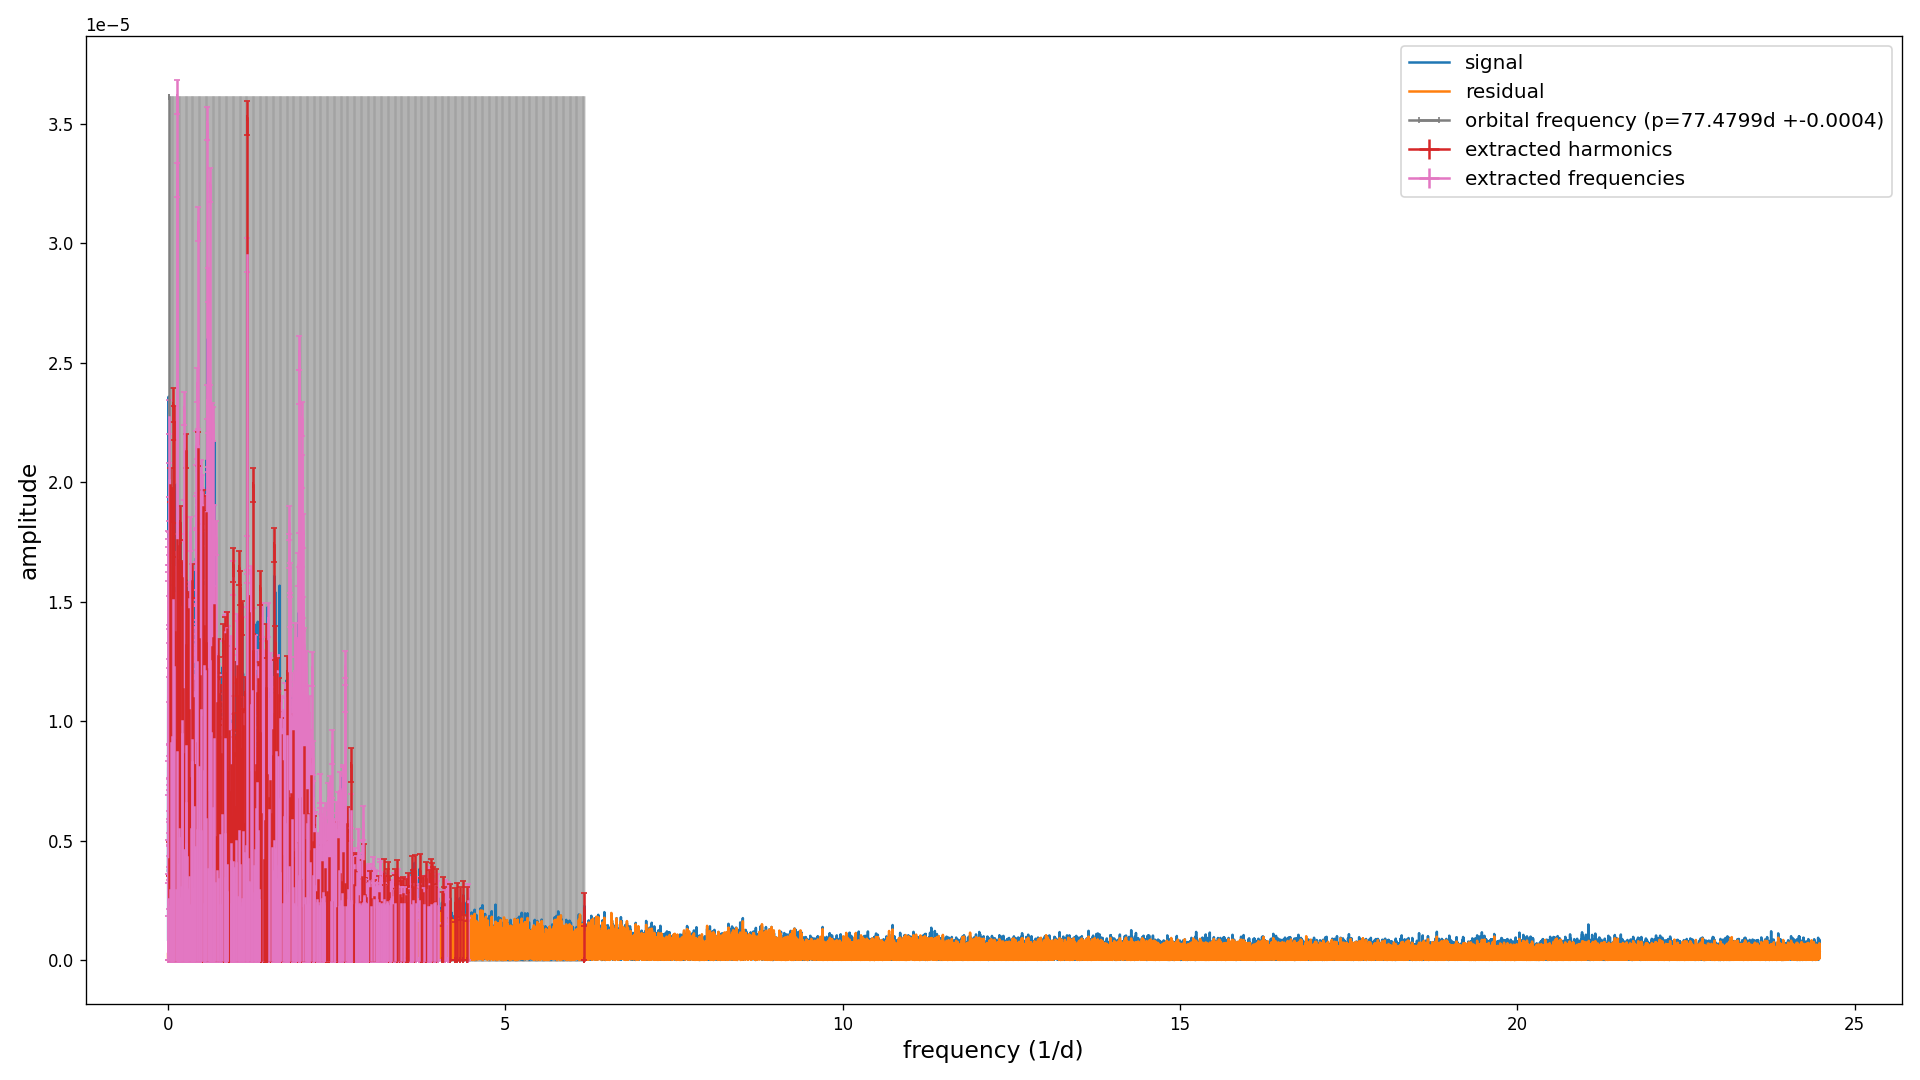 1e−5
signal
residual
orbital frequency (p=77.4799d +-0.0004)
extracted harmonics
extracted frequencies
3.5
3.0
2.5
2.0
1.5
1.0
0.5
0.0
amplitude
0 5 10 15 20 25
frequency (1/d)